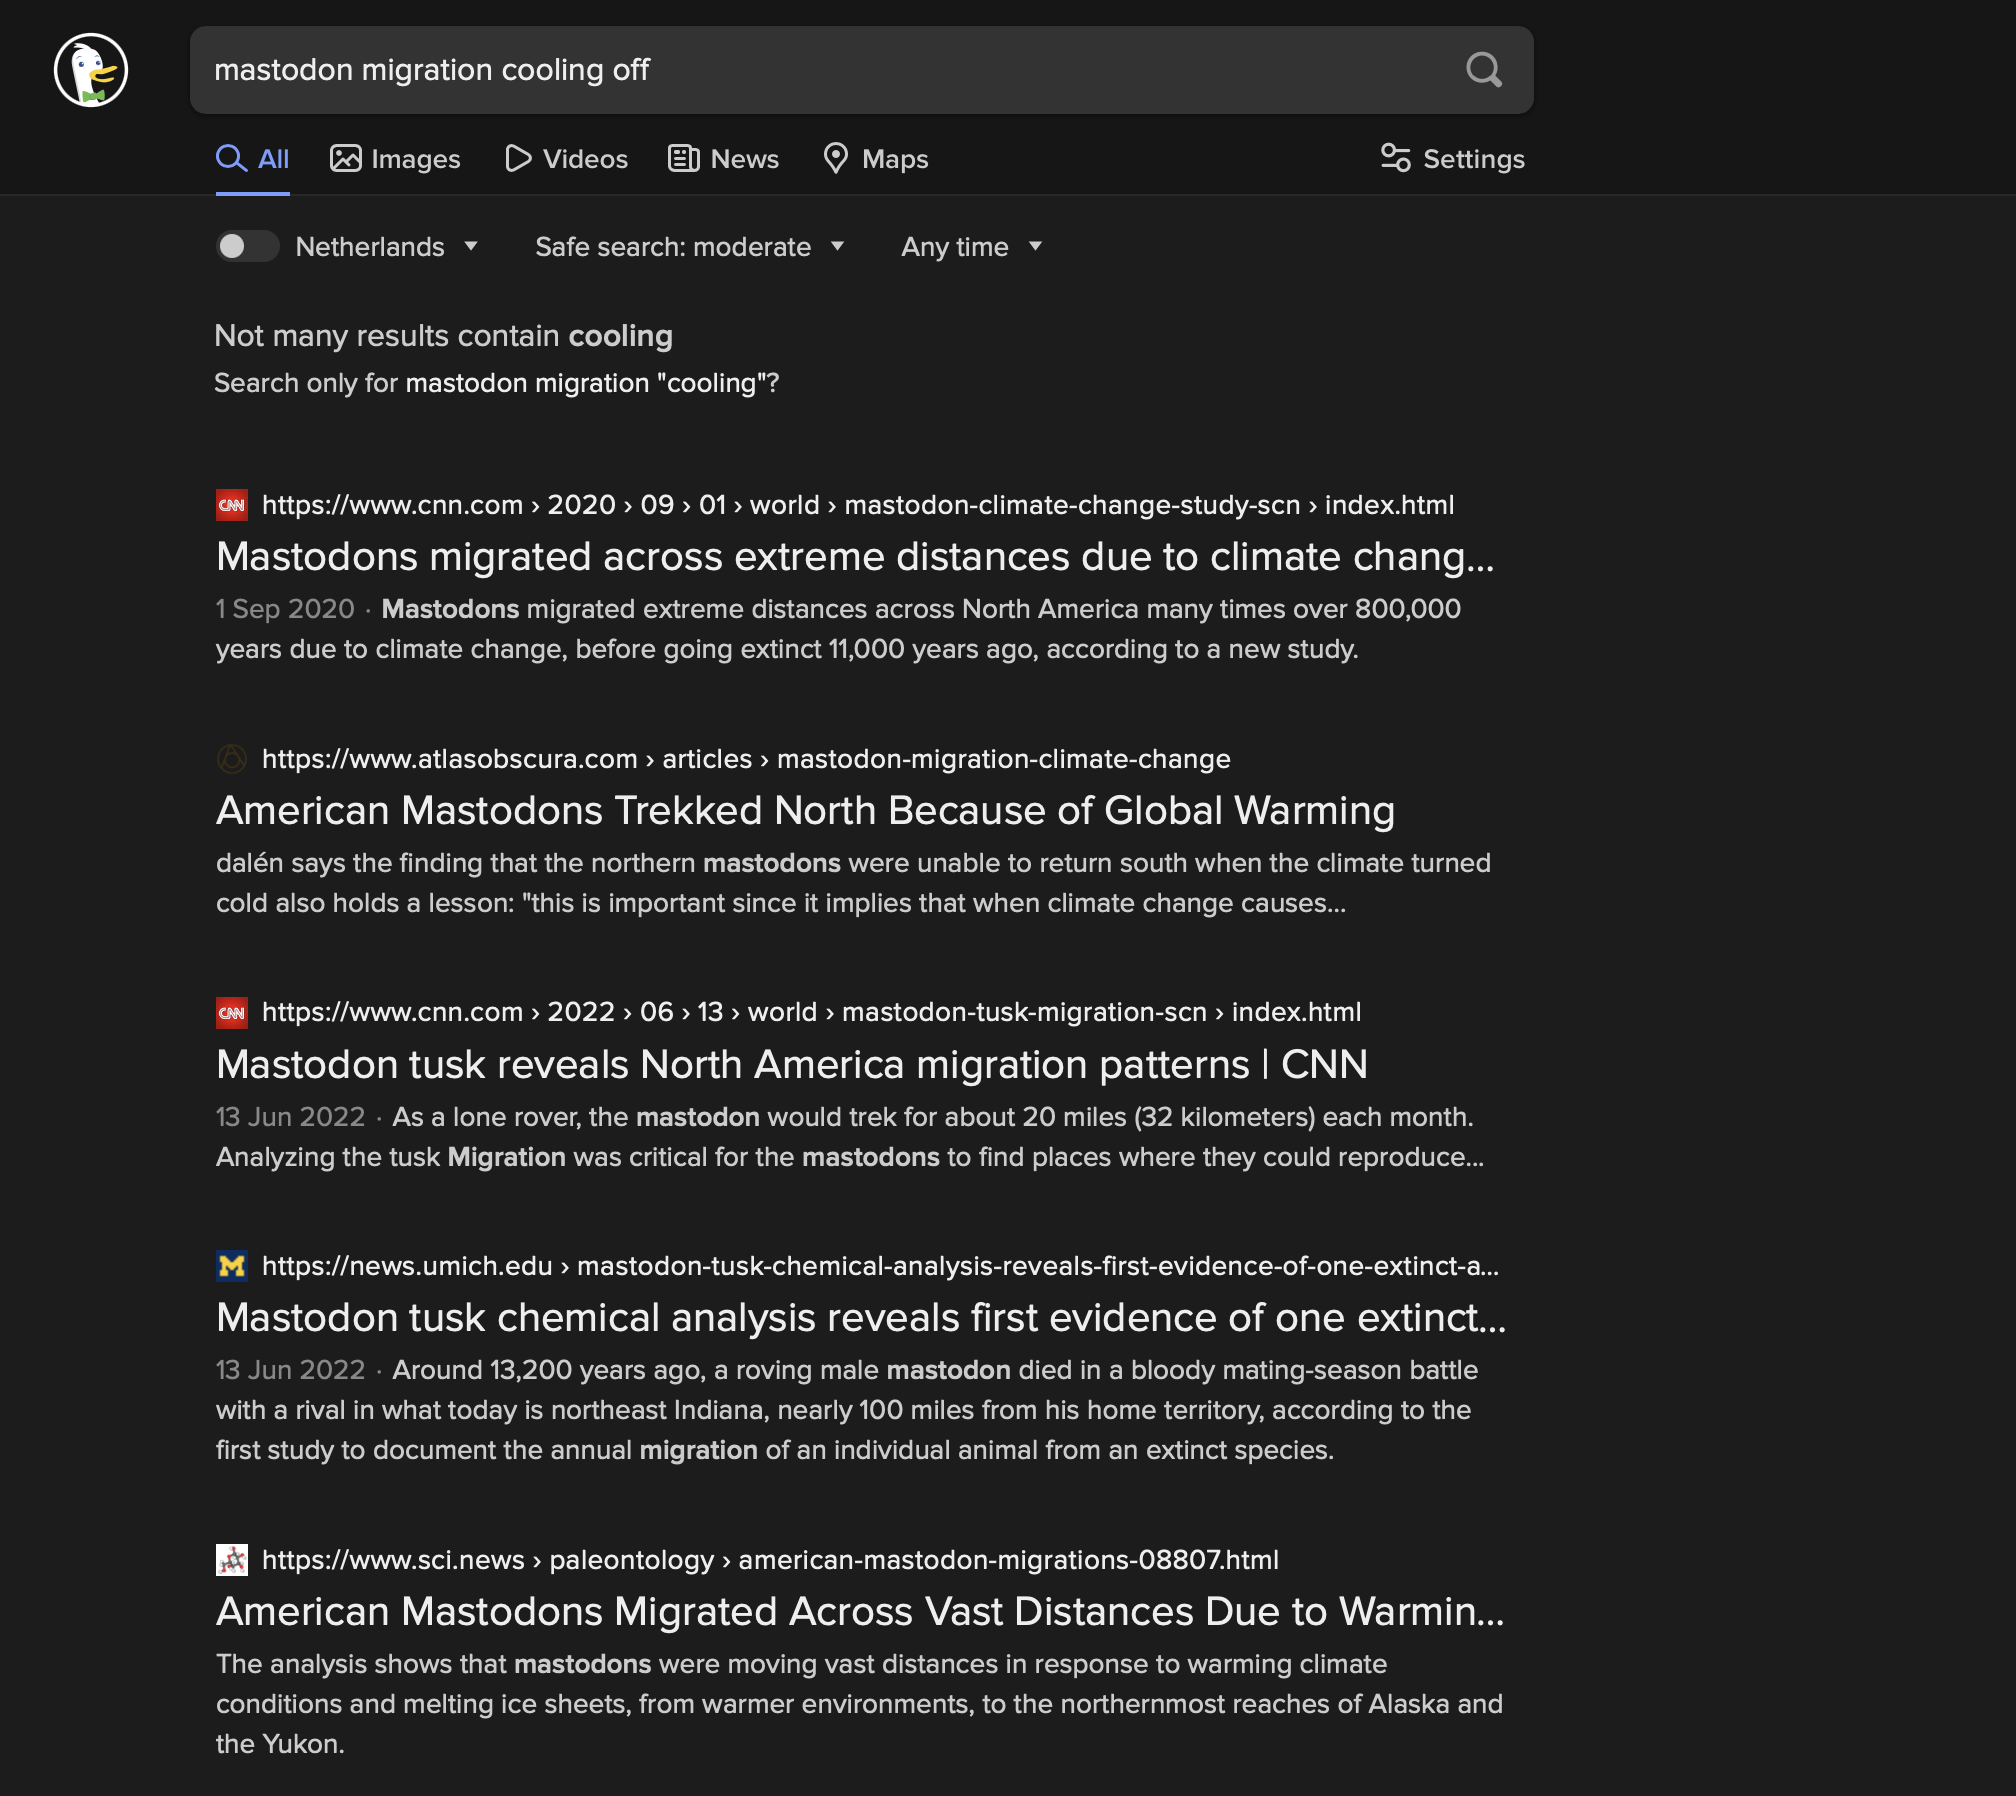 mastodon migration cooling off
All
Images
Videos
News
Maps
Settings
Netherlands
Safe search: moderate
Any time
Not many results contain cooling
Search only for mastodon migration "cooling"?
CNN https://www.cnn.com › 2020 › 09 › 01 › world › mastodon-climate-change-study-scn › index.html
Mastodons migrated across extreme distances due to climate chang...
1 Sep 2020 · Mastodons migrated extreme distances across North America many times over 800,000
years due to climate change, before going extinct 11,000 years ago, according to a new study.
https://www.atlasobscura.com › articles › mastodon-migration-climate-change
American Mastodons Trekked North Because of Global Warming
dalén says the finding that the northern mastodons were unable to return south when the climate turned
cold also holds a lesson: "this is important since it implies that when climate change causes...
CNN https://www.cnn.com › 2022 › 06 › 13 › world › mastodon-tusk-migration-scn › index.html
Mastodon tusk reveals North America migration patterns | CNN
13 Jun 2022 · As a lone rover, the mastodon would trek for about 20 miles (32 kilometers) each month.
Analyzing the tusk Migration was critical for the mastodons to find places where they could reproduce...
M https://news.umich.edu › mastodon-tusk-chemical-analysis-reveals-first-evidence-of-one-extinct-a...
Mastodon tusk chemical analysis reveals first evidence of one extinct...
13 Jun 2022 · Around 13,200 years ago, a roving male mastodon died in a bloody mating-season battle
with a rival in what today is northeast Indiana, nearly 100 miles from his home territory, according to the
first study to document the annual migration of an individual animal from an extinct species.
https://www.sci.news › paleontology › american-mastodon-migrations-08807.html
American Mastodons Migrated Across Vast Distances Due to Warmin...
The analysis shows that mastodons were moving vast distances in response to warming climate
conditions and melting ice sheets, from warmer environments, to the northernmost reaches of Alaska and
the Yukon.